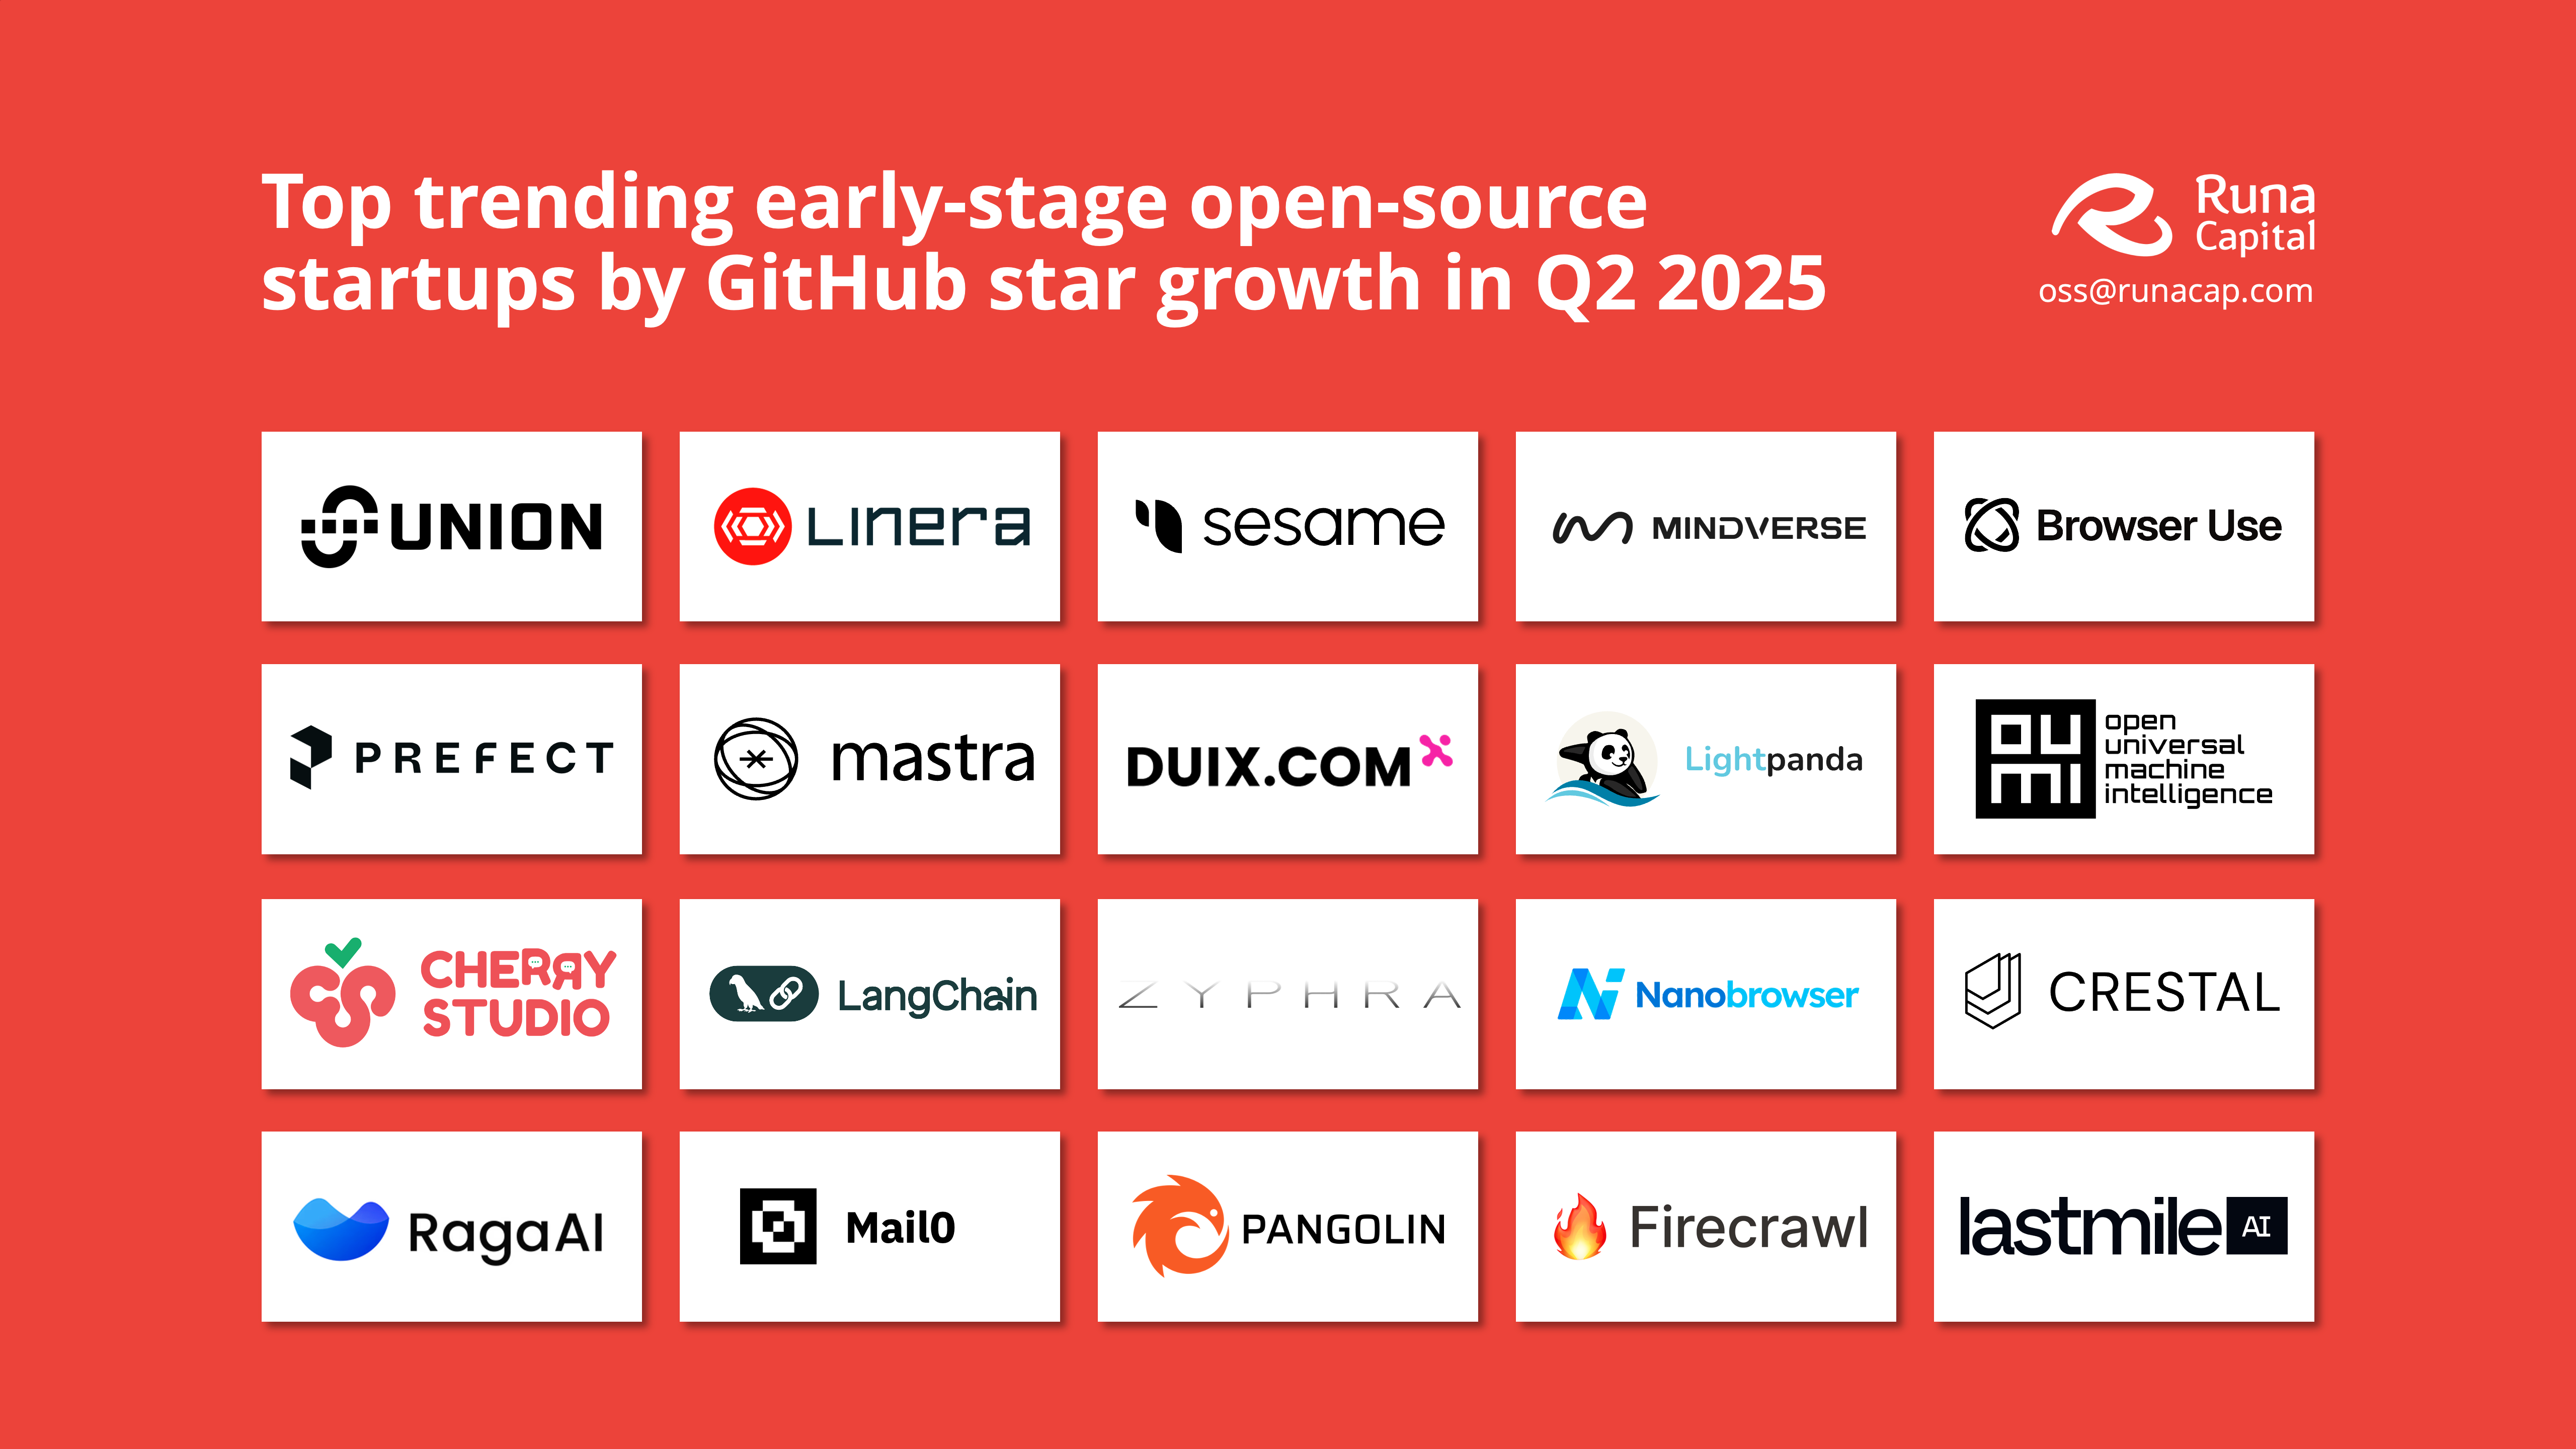 Top trending early-stage open-source
startups by GitHub star growth in Q2 2025
Runa
Capital
oss@runacap.com
UNION
Linera
sesame
MINDVERSE
Browser Use
PREFECT
mastra
DUIX.COM
Lightpanda
oumi
open
universal
machine
intelligence
CHERRY
STUDIO
LangChain
ZYPHRA
Nanobrowser
CRESTAL
RagaAI
Mail0
PANGOLIN
Firecrawl
lastmile AI